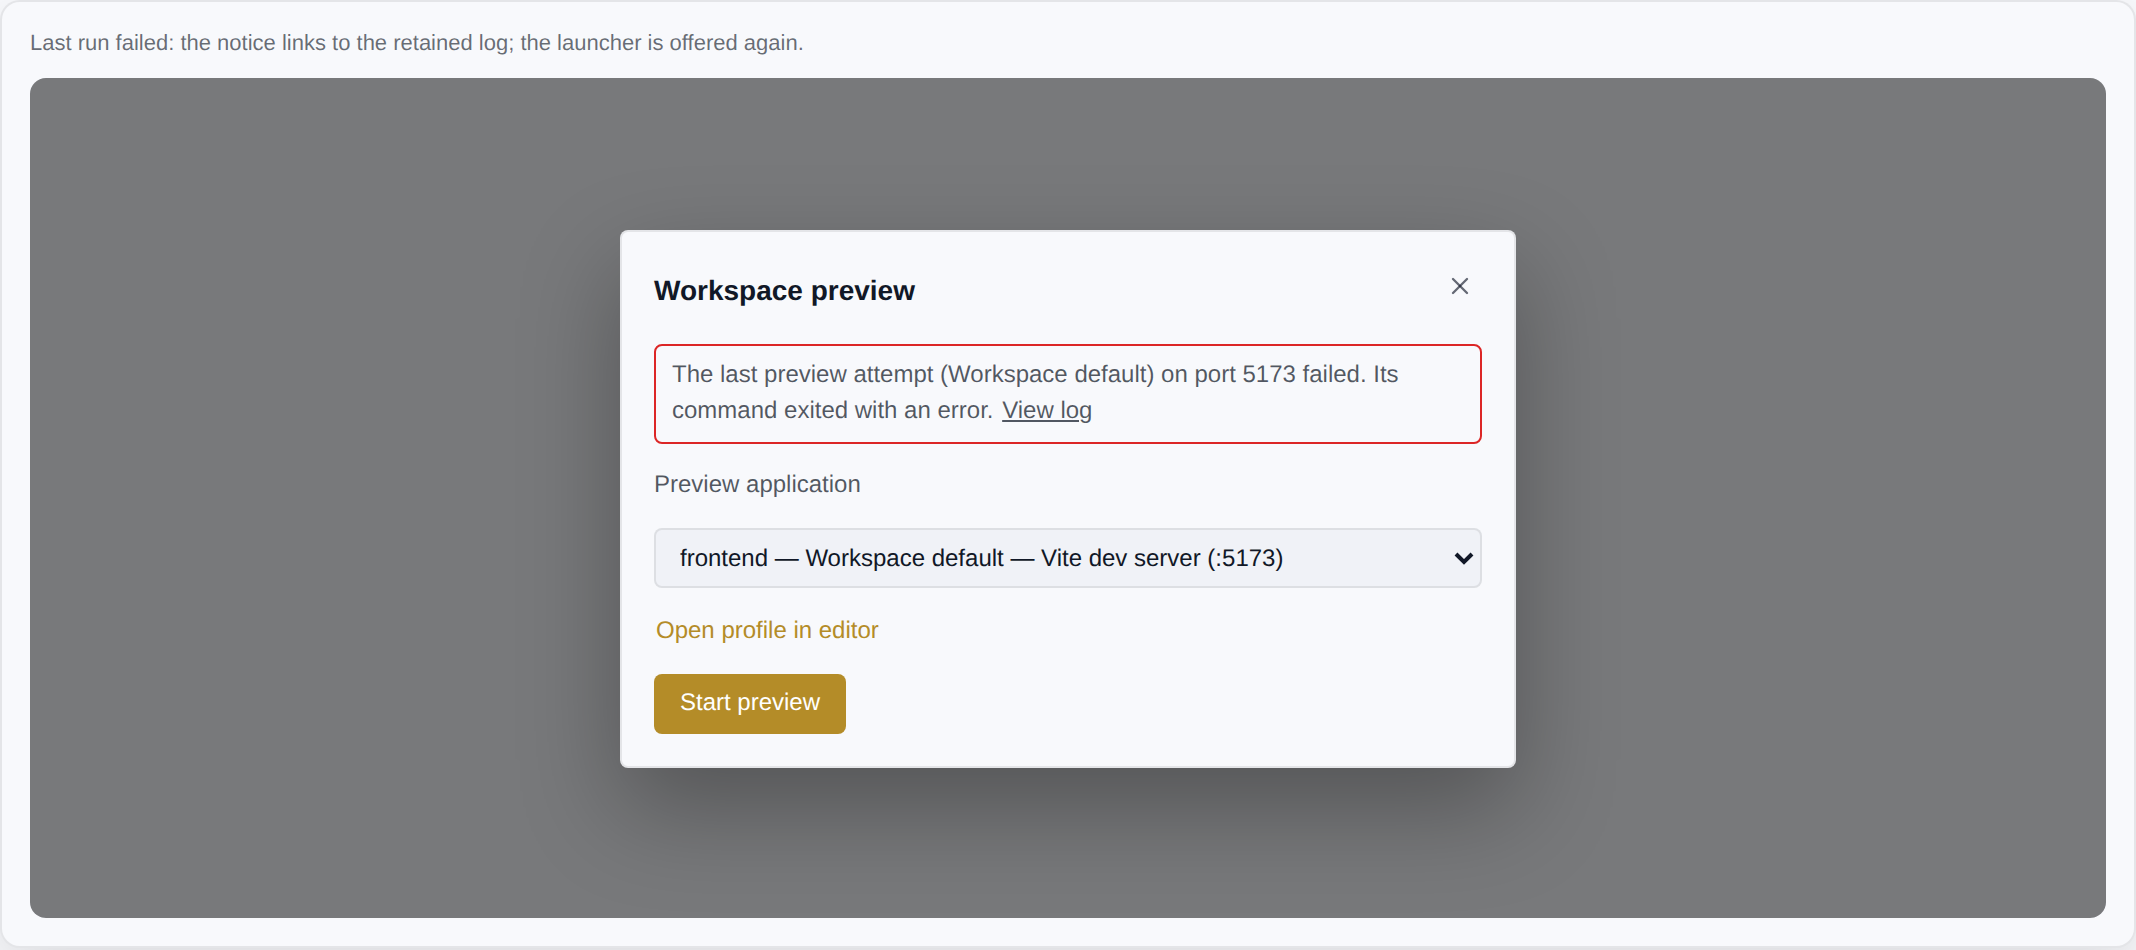 Last run failed: the notice links to the retained log; the launcher is offered again.
Workspace preview
The last preview attempt (Workspace default) on port 5173 failed. Its
command exited with an error. View log
Preview application
frontend — Workspace default — Vite dev server (:5173)
Open profile in editor
Start preview